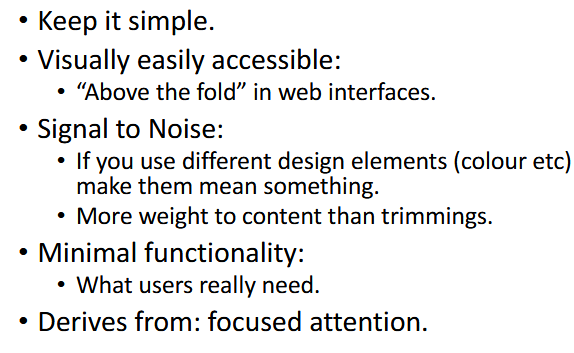 • Keep it simple.
• Visually easily accessible:
• “Above the fold” in web interfaces.
• Signal to Noise:
• If you use different design elements (colour etc)
make them mean something.
• More weight to content than trimmings.
• Minimal functionality:
• What users really need.
• Derives from: focused attention.